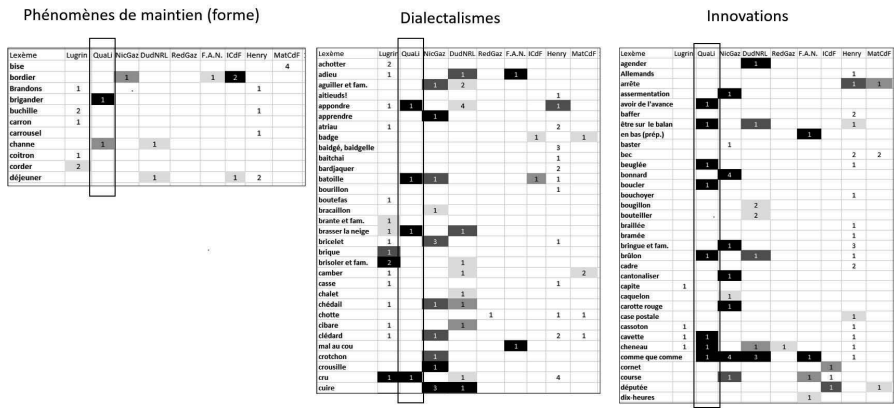 Phénomènes de maintien (forme)
Dialectalismes
Innovations
Lexème Lugrin QuaLi NicGaz DudNRL RedGaz F.A.N. ICdF Henry MatCdF
bise 4
bordier 1 1 2
Brandons 1 1
brigander 1
buchille 2 1
carron 1
carrousel 1
channe 1 1
coitron 1
corder 2
déjeuner 1 1 2
Lexème Lugrin QuaLi NicGaz DudNRL RedGaz F.A.N. ICdF Henry MatCdF
achotter 2
adieu 1 1 1
aguiller et fam. 1 2
altieuds! 1
appondre 1 1 4 1
apprendre 1
atriau 1 2
badge 1 1
baidgé, baidgelle 3
baitchai 1
bardjaquer 2
batoille 1 1 1 1
bourillon 1
boutefas 1
bracaillon 1
brante et fam. 1
brasser la neige 1 1 1
bricelet 1 3 1
brique 1
brisoler et fam. 2 1
camber 1 1 2
casse 1 1
chalet 1
chédail 1 1
chotte 1 1 1
cibare 1 1
clédard 1 1 2 1
mal au cou 1
crotchon 1
crousille 1
cru 1 1 1 4
cuire 3 1
Lexème Lugrin QuaLi NicGaz DudNRL RedGaz F.A.N. ICdF Henry MatCdF
agender 1
Allemands 1
arrête 1 1
assermentation 1
avoir de l'avance 1
baffer 2
être sur le balan 1 1 1
en bas (prép.) 1
baster 1
bec 2 2
beuglée 1 1
bonnard 4
boucler 1
bouchoyer 1
bougillon 2
bouteiller 2
braillée 1
bramée 1
bringue et fam. 1 3
brûlon 1 1 1
cadre 2
cantonaliser 1
capite 1
caquelon 1
carotte rouge 1
case postale 1
cassoton 1 1
cavette 1 1 1
cheneau 1 1 1 1 1
comme que comme 1 4 3 1 1
cornet 1
course 1 1 1
députée 1 1
dix-heures 1